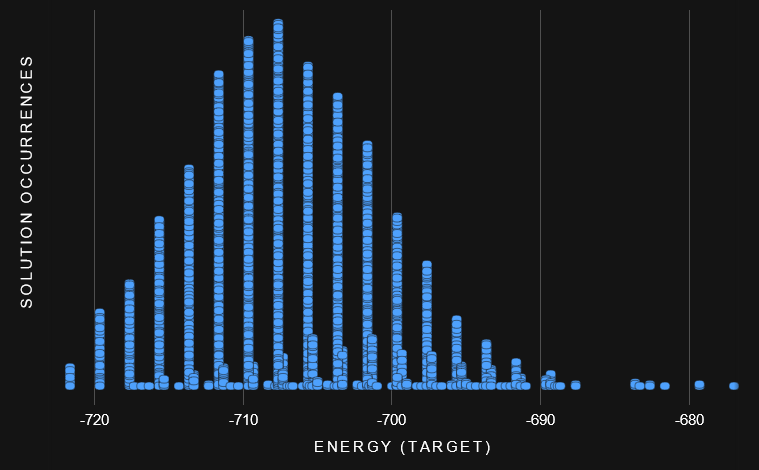 SOLUTION OCCURRENCES
-720
-710
-700
-690
-680
ENERGY (TARGET)